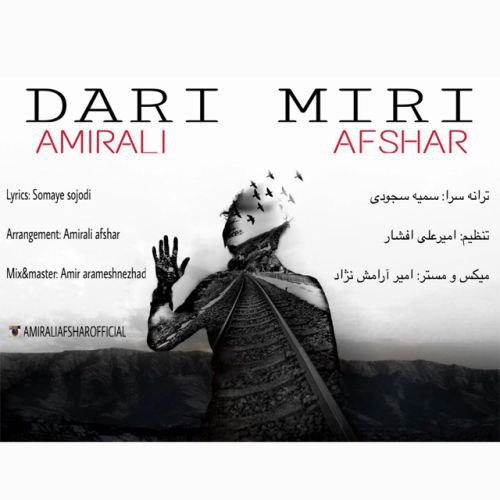 DARI MIRI
AMIRALI AFSHAR
Lyrics: Somaye sojodi
Arrangement: Amirali afshar
Mix&master: Amir arameshnezhad
AMIRALIAFSHAROFFICIAL
ترانه سرا: سمیه سجودی
تنظیم: امیرعلی افشار
میکس و مستر: امیر آرامش نژاد